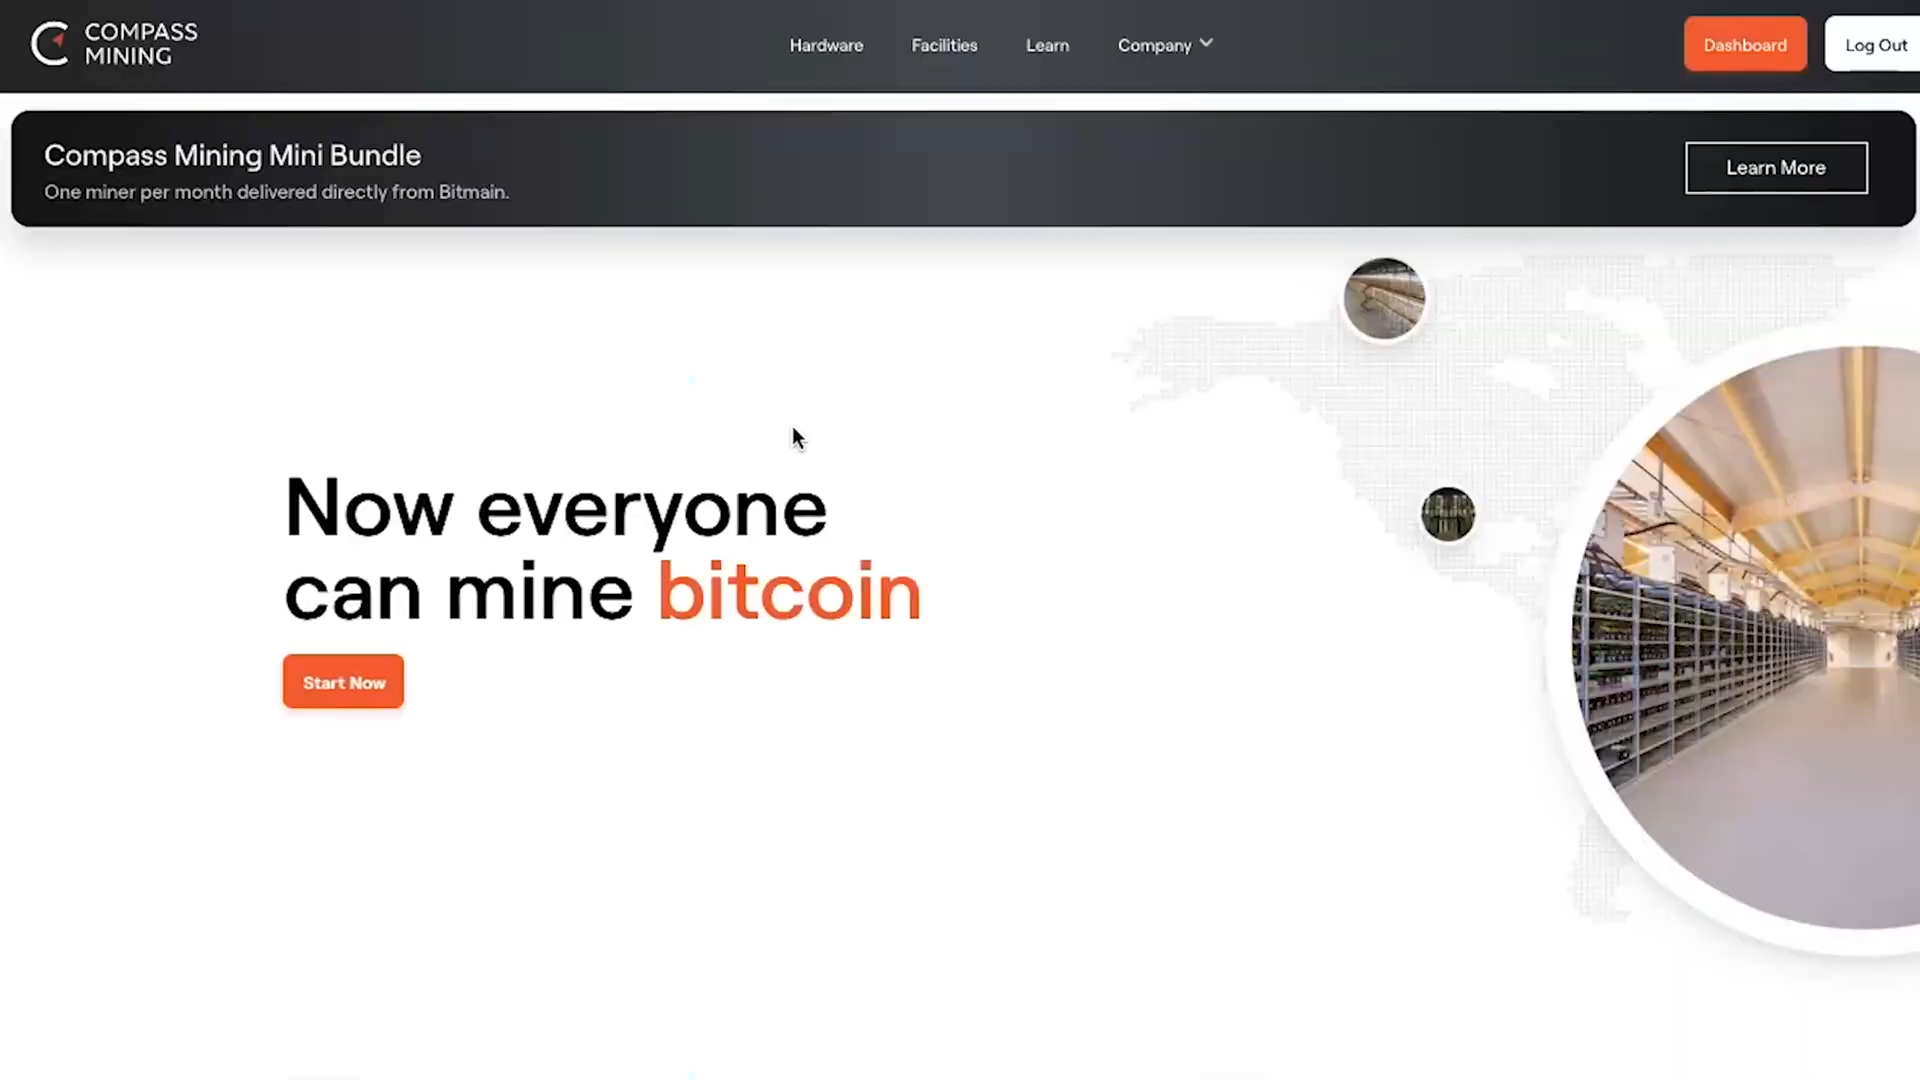 COMPASS
MINING
Hardware
Facilities
Learn
Company
Dashboard
Log Out
Compass Mining Mini Bundle
One miner per month delivered directly from Bitmain.
Learn More
Now everyone
can mine bitcoin
Start Now